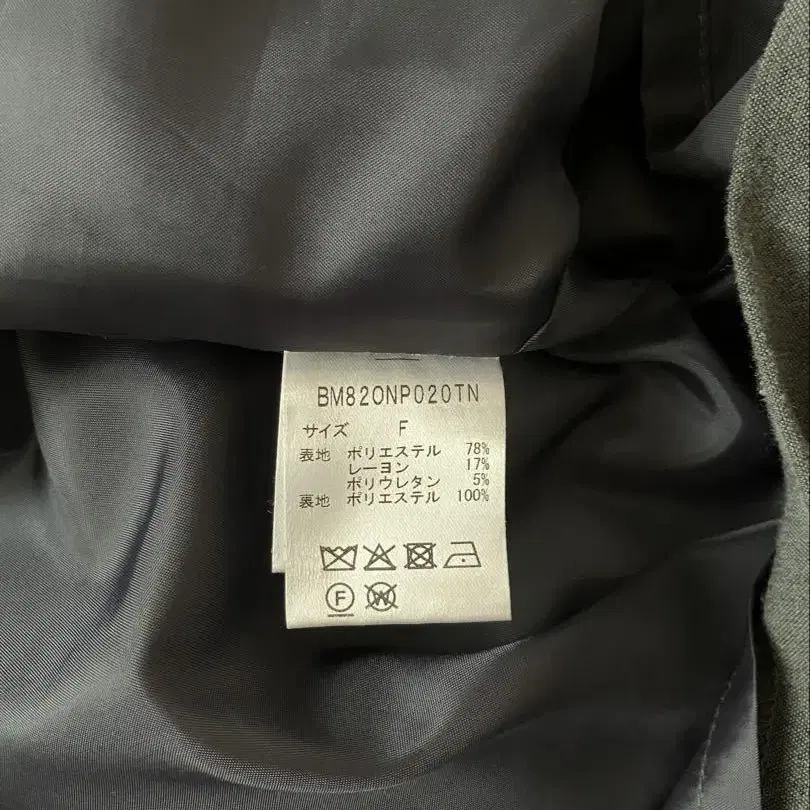 BM820NP020TN
サイズ F
表地 ポリエステル 78%
レーヨン 17%
ポリウレタン 5%
裏地 ポリエステル 100%
F W